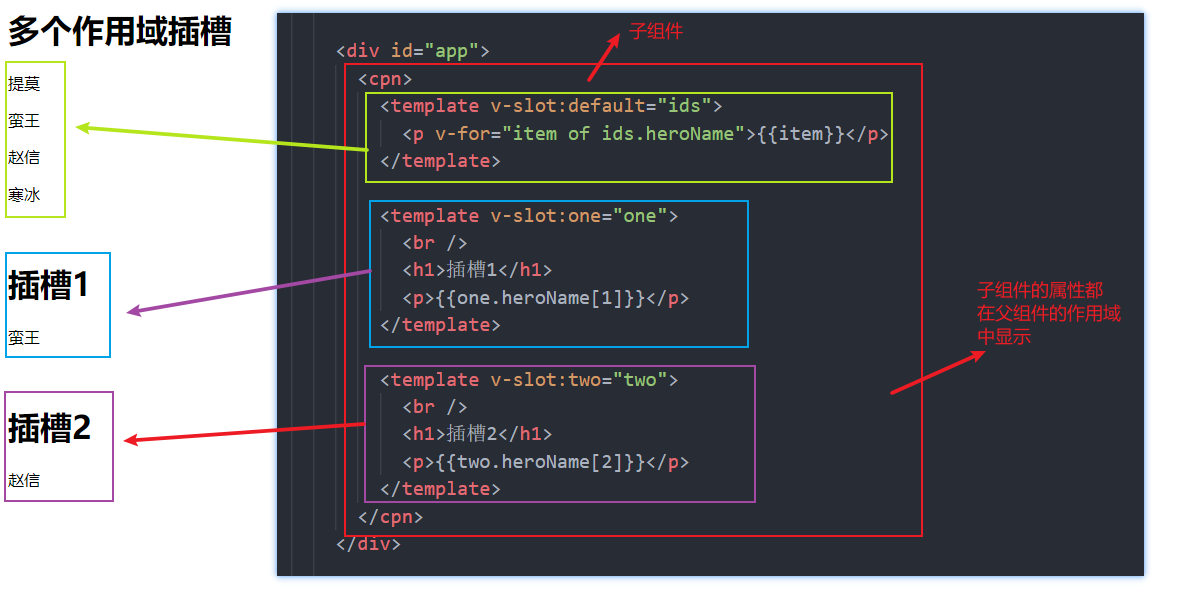 多个作用域插槽
提莫
蛮王
赵信
寒冰
插槽1
蛮王
插槽2
赵信
子组件
<div id="app">
<cpn>
<template v-slot:default="ids">
<p v-for="item of ids.heroName">{{item}}</p>
</template>
<template v-slot:one="one">
<br />
<h1>插槽1</h1>
<p>{{one.heroName[1]}}</p>
</template>
<template v-slot:two="two">
<br />
<h1>插槽2</h1>
<p>{{two.heroName[2]}}</p>
</template>
</cpn>
</div>
子组件的属性都
在父组件的作用域
中显示